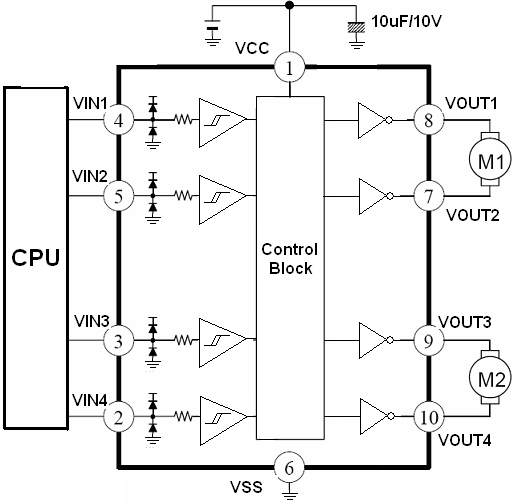 10uF/10V
VCC
1
VIN1
4
8
VOUT1
M1
VIN2
5
7
VOUT2
CPU
Control
Block
VIN3
3
9
VOUT3
M2
VIN4
2
10
VOUT4
6
VSS